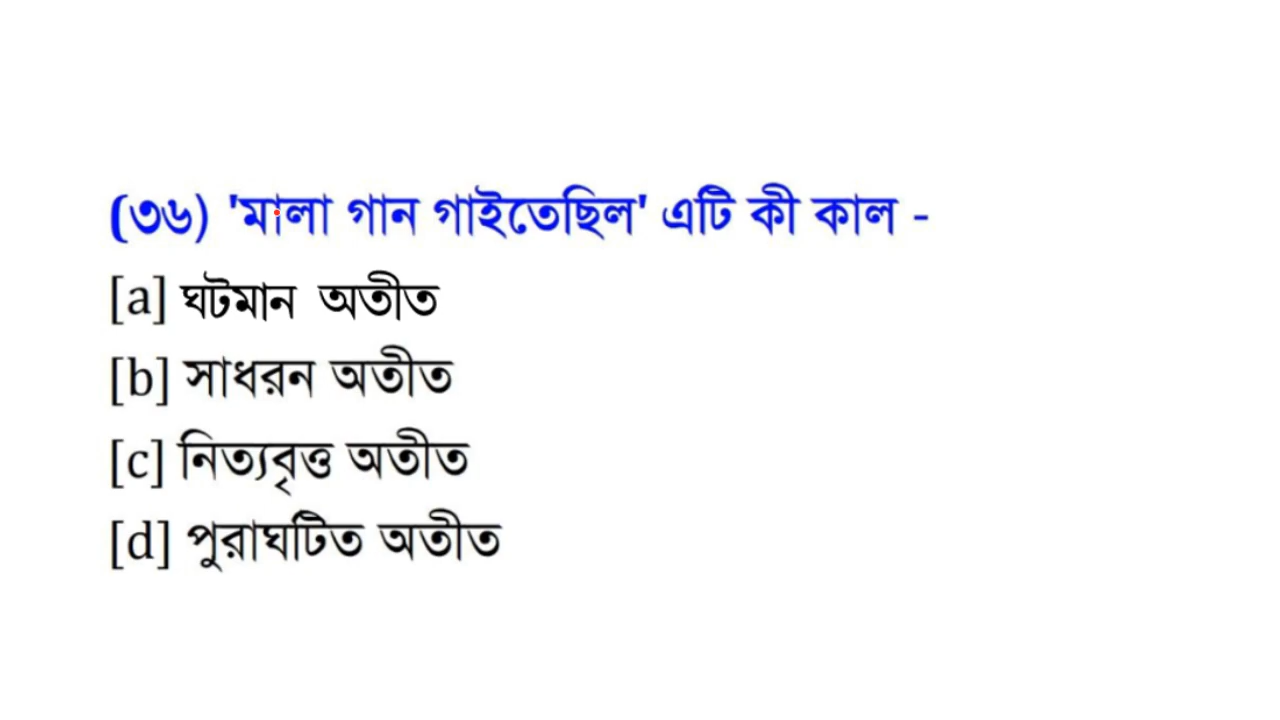 (৩৬) 'মালা গান গাইতেছিল' এটি কী কাল -
[a] ঘটমান অতীত
[b] সাধরন অতীত
[c] নিত্যবৃত্ত অতীত
[d] পুরাঘটিত অতীত